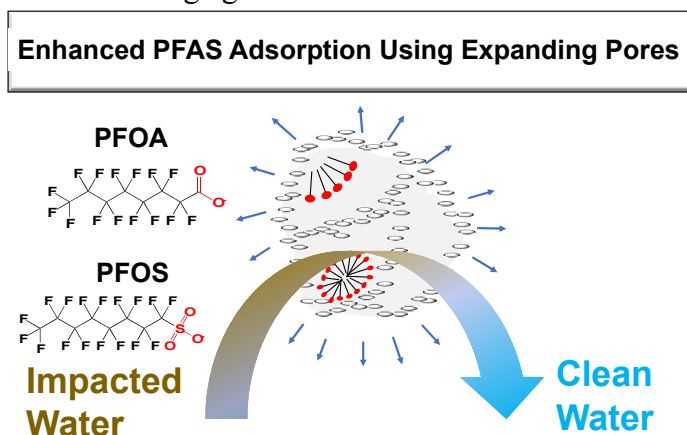 Enhanced PFAS Adsorption Using Expanding Pores
PFOA
F F F F F F
O
F
F
F
O-
F F F F F F
PFOS
F F F F F F F F
O
F
F
F
S
O-
O
F F F F F F
Impacted
Water
Clean
Water